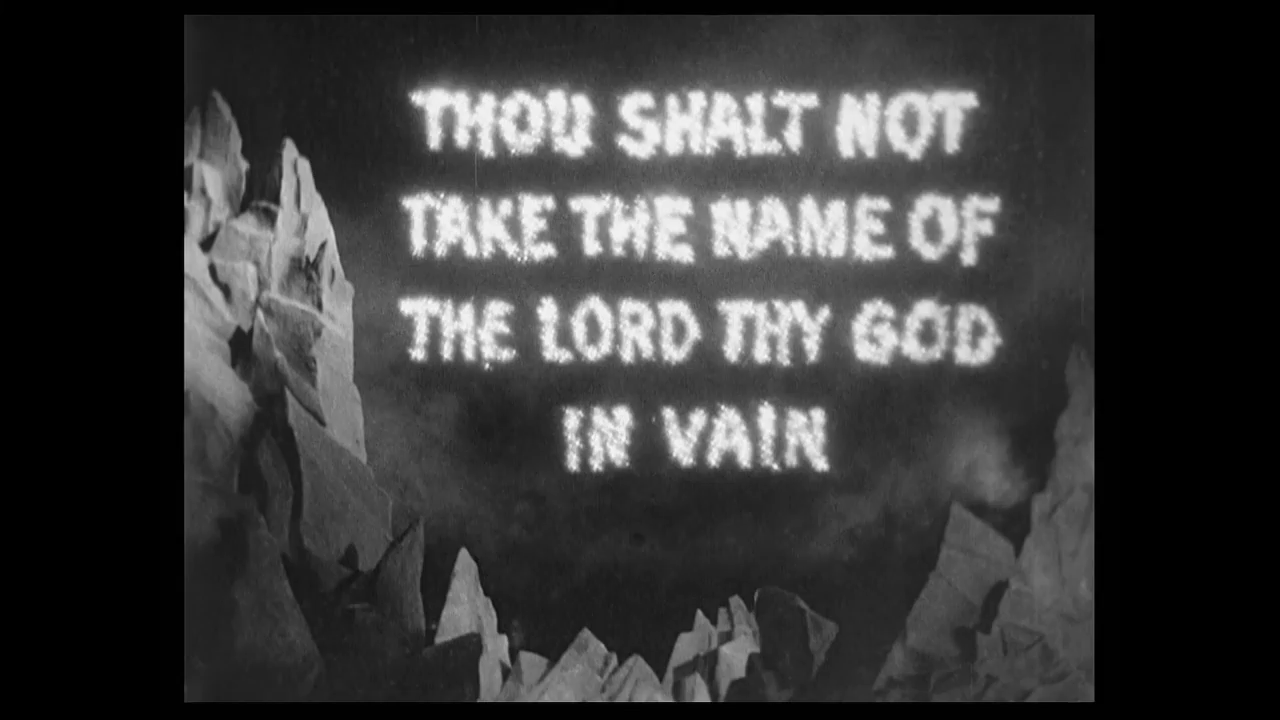 THOU SHALT NOT
TAKE THE NAME OF
THE LORD THY GOD
IN VAIN